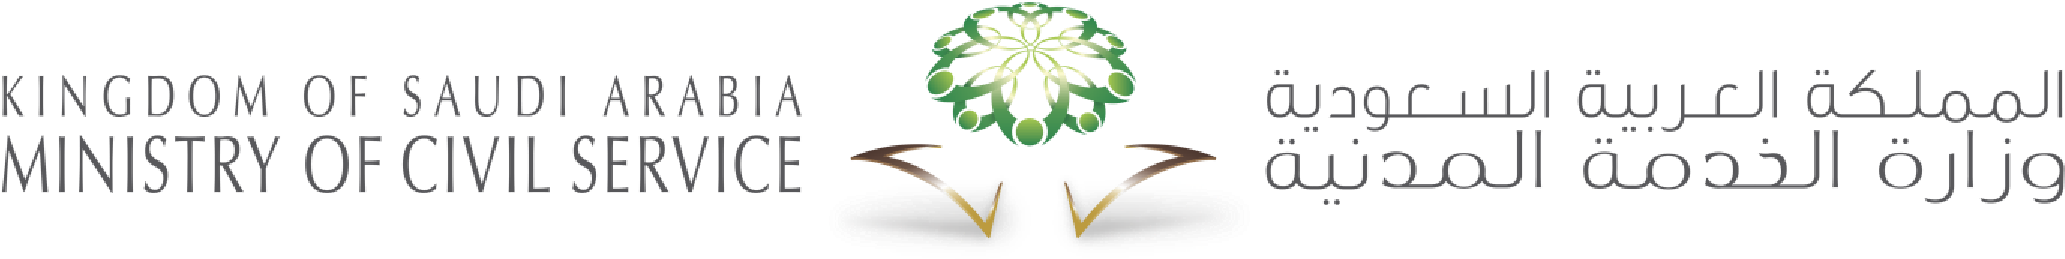 KINGDOM OF SAUDI ARABIA
MINISTRY OF CIVIL SERVICE
المملكة العربية السعودية
وزارة الخدمة المدنية